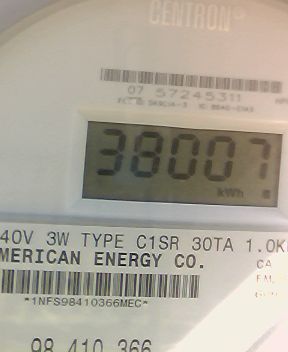 CENTRON®
07 57245311
38007
kWh
40V 3W TYPE C1SR 30TA 1.0K
MERICAN ENERGY CO.
CA
*1NFS98410366MEC*
98 410 366